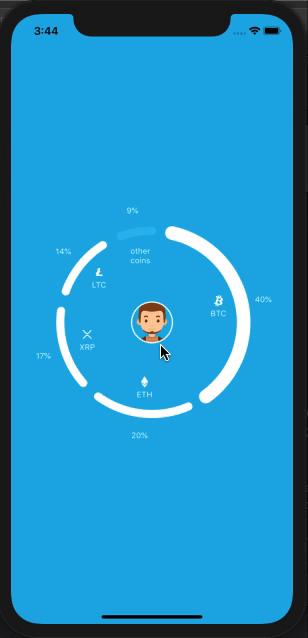 3:44
9%
other
coins
14%
LTC
40%
BTC
XRP
17%
ETH
20%